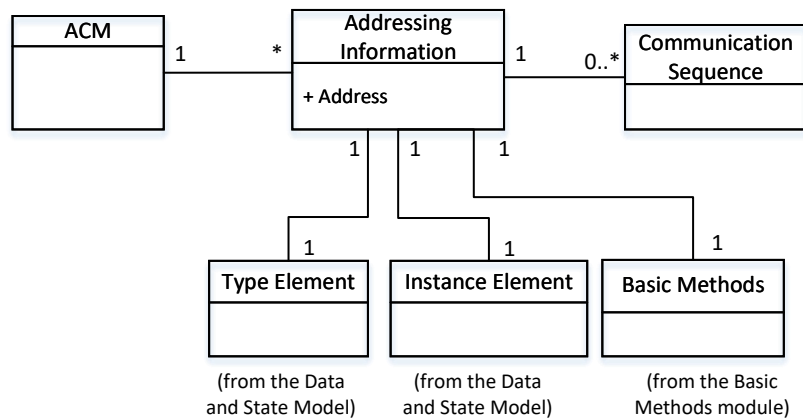 ACM
1
*
Addressing
Information
+ Address
1
0..*
Communication
Sequence
1
1
1
1
1
1
Type Element
Instance Element
Basic Methods
(from the Data
and State Model)
(from the Data
and State Model)
(from the Basic
Methods module)